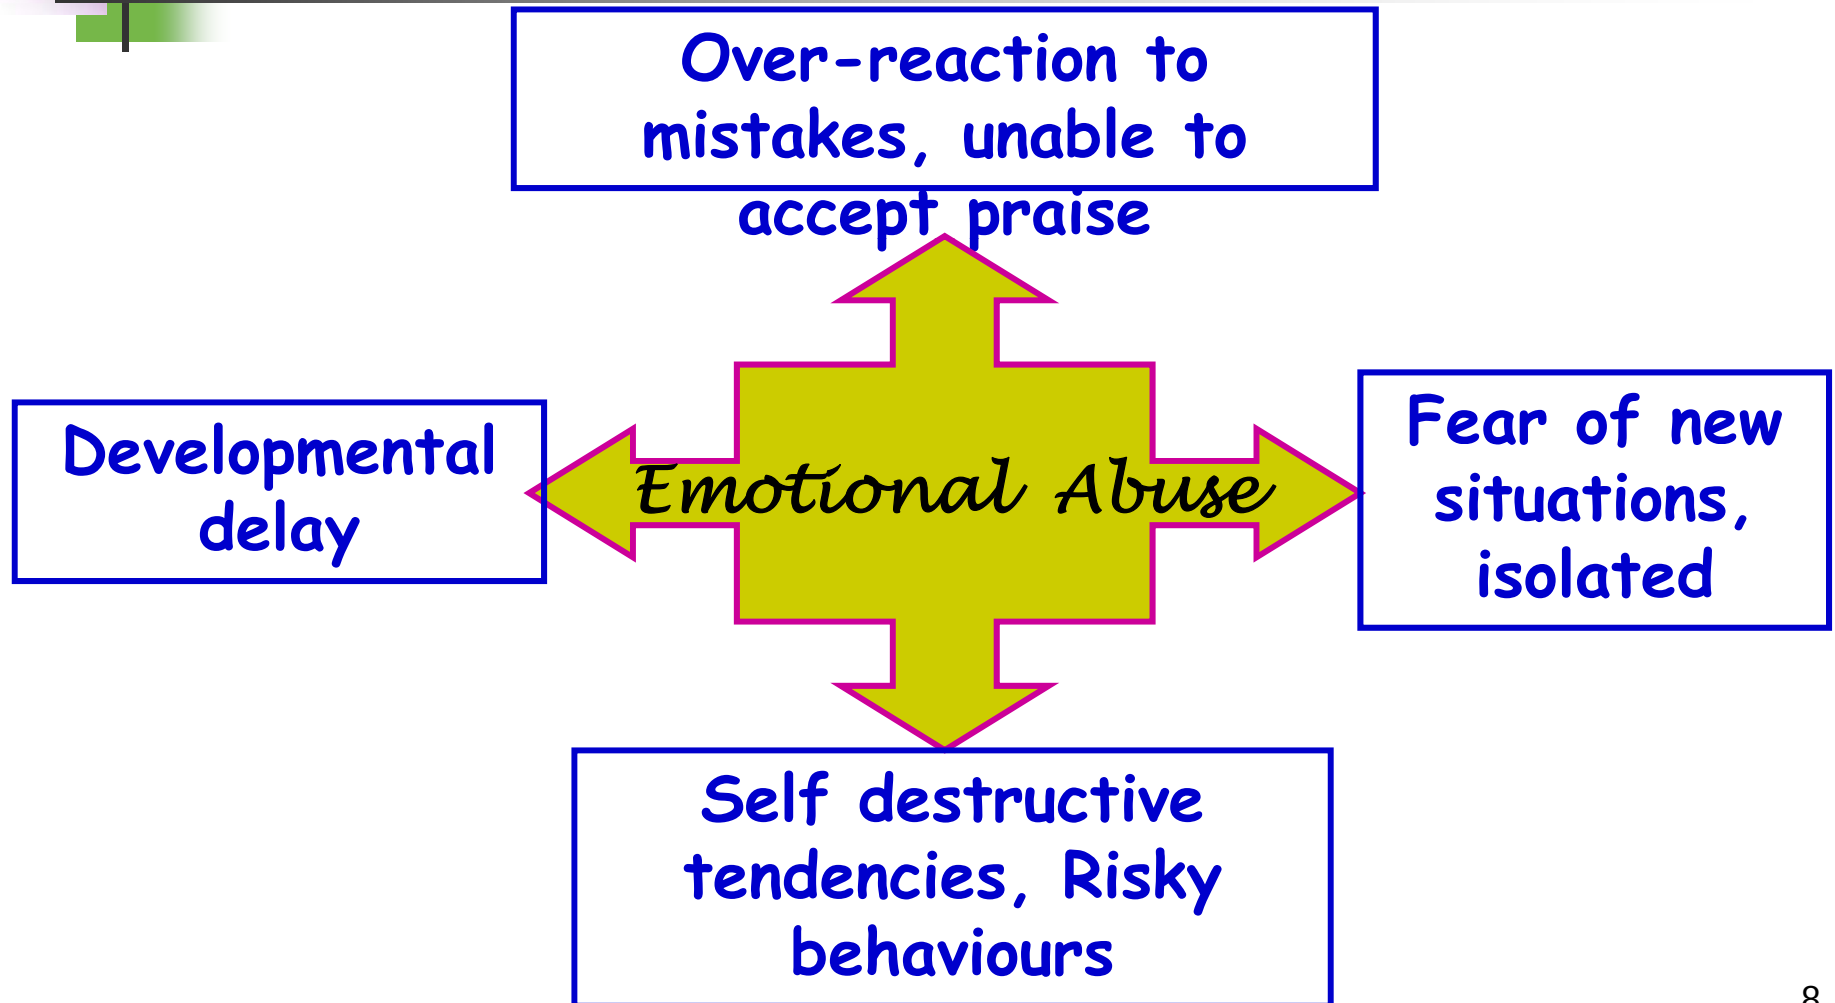 Over-reaction to
mistakes, unable to
accept praise
Developmental
delay
Emotional Abuse
Fear of new
situations,
isolated
Self destructive
tendencies, Risky
behaviours
8